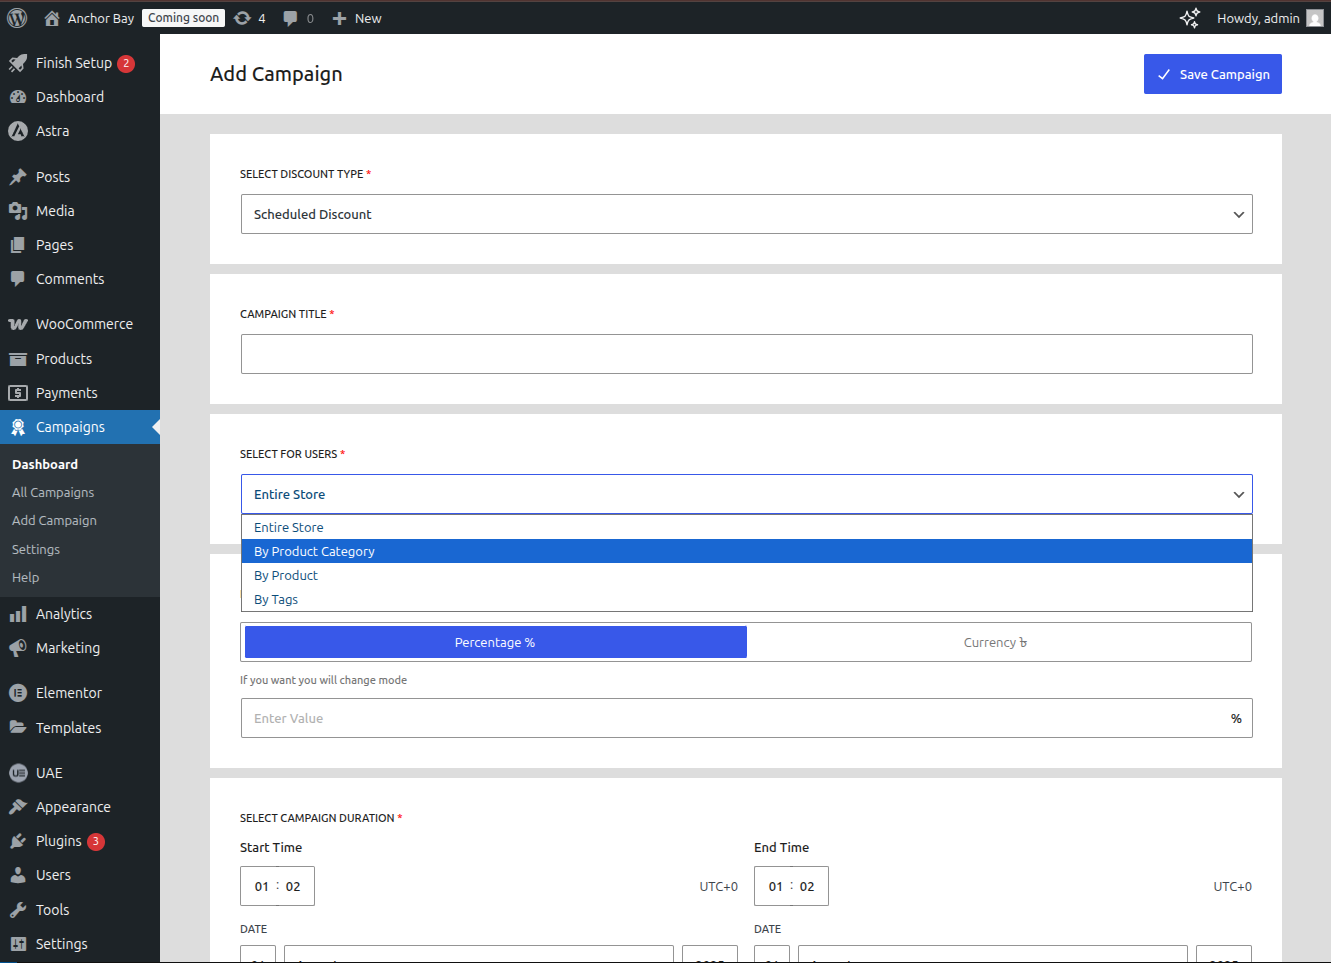 Anchor Bay Coming soon 4 0 New Howdy, admin
Finish Setup 2
Dashboard
Astra
Posts
Media
Pages
Comments
WooCommerce
Products
Payments
Campaigns
Dashboard
All Campaigns
Add Campaign
Settings
Help
Analytics
Marketing
Elementor
Templates
UAE
Appearance
Plugins 3
Users
Tools
Settings
Add Campaign
Save Campaign
SELECT DISCOUNT TYPE *
Scheduled Discount
CAMPAIGN TITLE *
SELECT FOR USERS *
Entire Store
Entire Store
By Product Category
By Product
By Tags
Percentage %
Currency ৳
If you want you will change mode
Enter Value %
SELECT CAMPAIGN DURATION *
Start Time
01 : 02 UTC+0
DATE
End Time
01 : 02 UTC+0
DATE